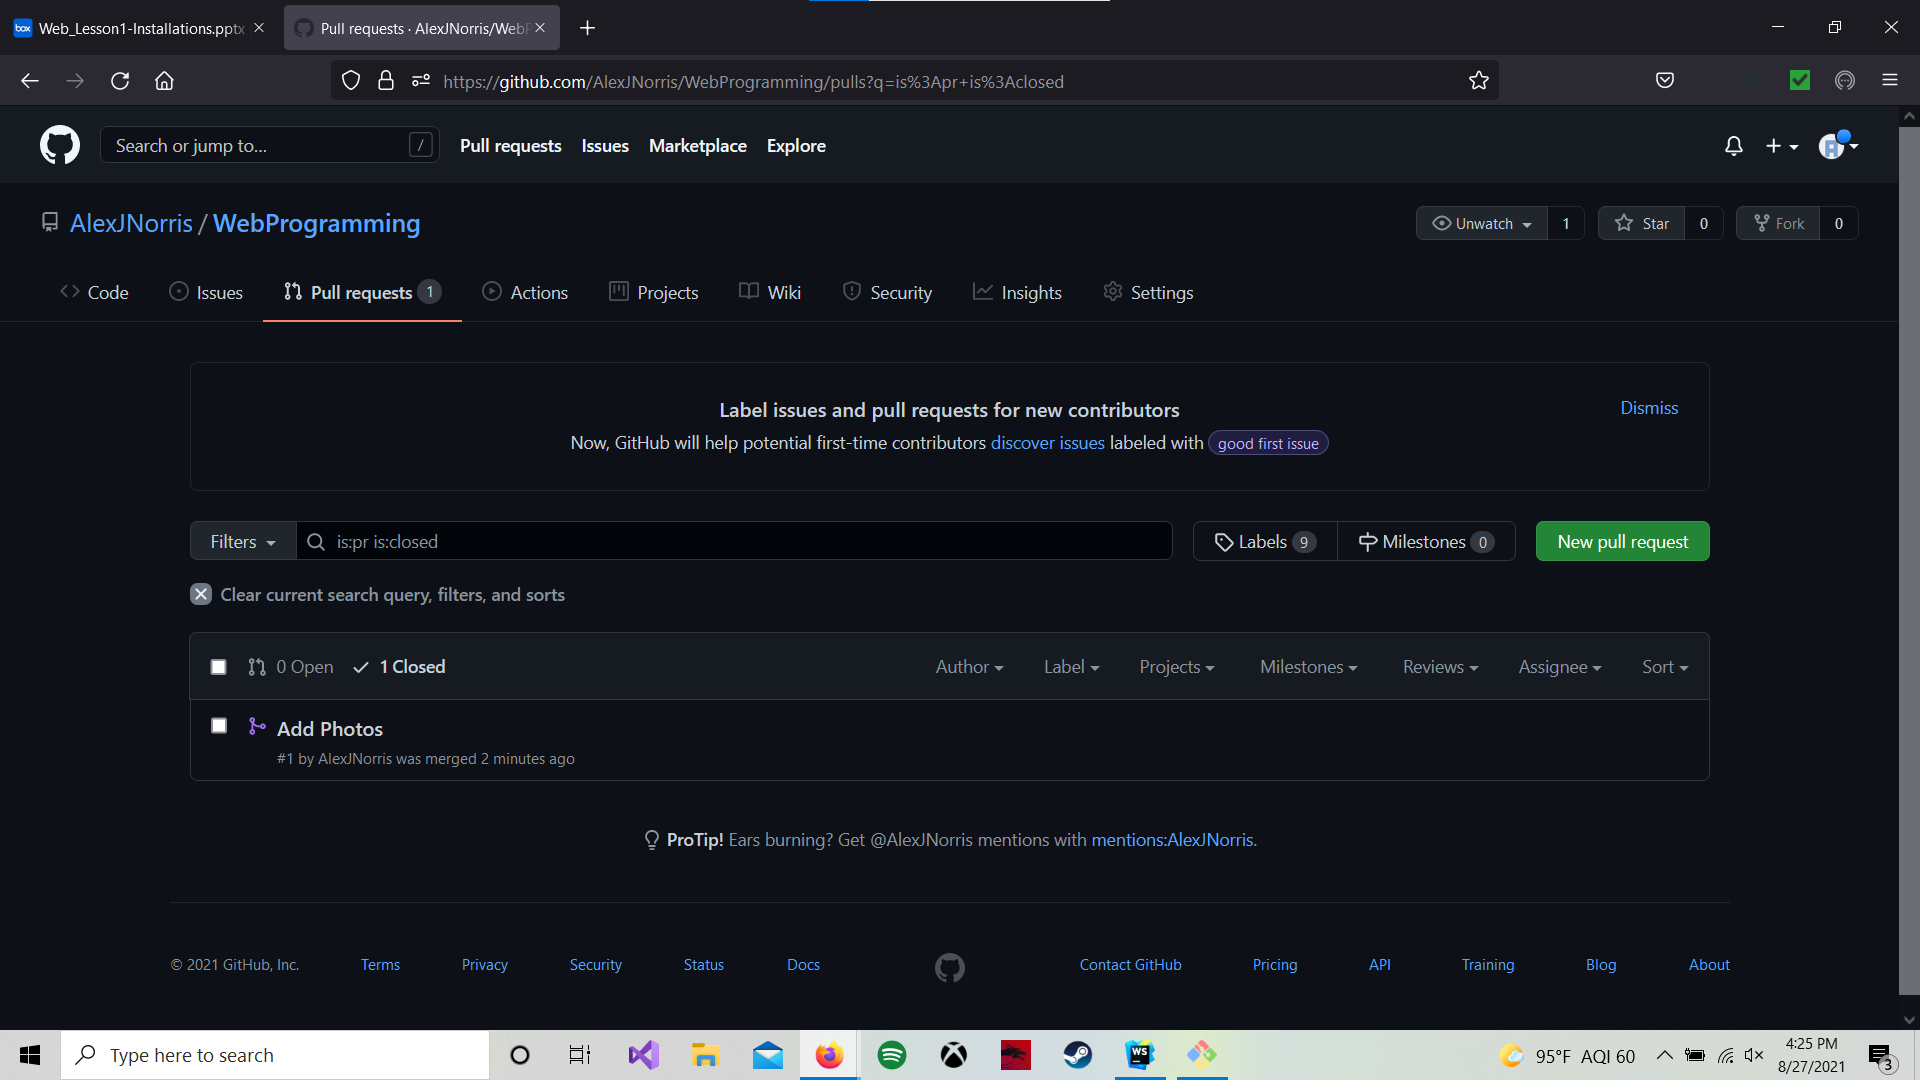 Web_Lesson1-Installations.pptx
Pull requests · AlexJNorris/WebP
https://github.com/AlexJNorris/WebProgramming/pulls?q=is%3Apr+is%3Aclosed
Search or jump to... /
Pull requests Issues Marketplace Explore
AlexJNorris / WebProgramming
Unwatch 1 Star 0 Fork 0
Code Issues Pull requests 1 Actions Projects Wiki Security Insights Settings
Label issues and pull requests for new contributors
Dismiss
Now, GitHub will help potential first-time contributors discover issues labeled with good first issue
Filters is:pr is:closed Labels 9 Milestones 0 New pull request
Clear current search query, filters, and sorts
0 Open 1 Closed Author Label Projects Milestones Reviews Assignee Sort
Add Photos
#1 by AlexJNorris was merged 2 minutes ago
ProTip! Ears burning? Get @AlexJNorris mentions with mentions:AlexJNorris.
© 2021 GitHub, Inc. Terms Privacy Security Status Docs Contact GitHub Pricing API Training Blog About
Type here to search
WS
95°F AQI 60
4:25 PM
8/27/2021
3
box